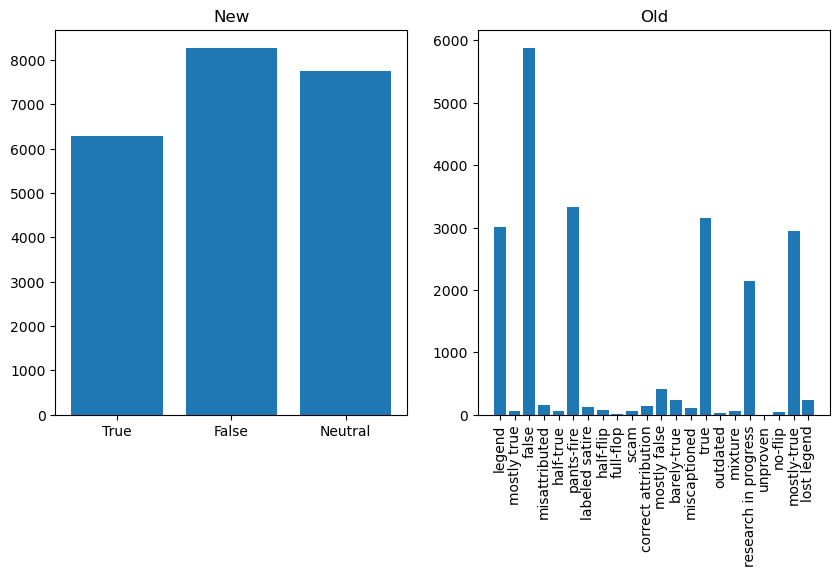 New
8000
7000
6000
5000
4000
3000
2000
1000
0
True False Neutral
Old
6000
5000
4000
3000
2000
1000
0
legend
mostly true
false
misattributed
half-true
pants-fire
labeled satire
half-flip
full-flop
scam
correct attribution
mostly false
barely-true
miscaptioned
true
outdated
mixture
research in progress
unproven
no-flip
mostly-true
lost legend